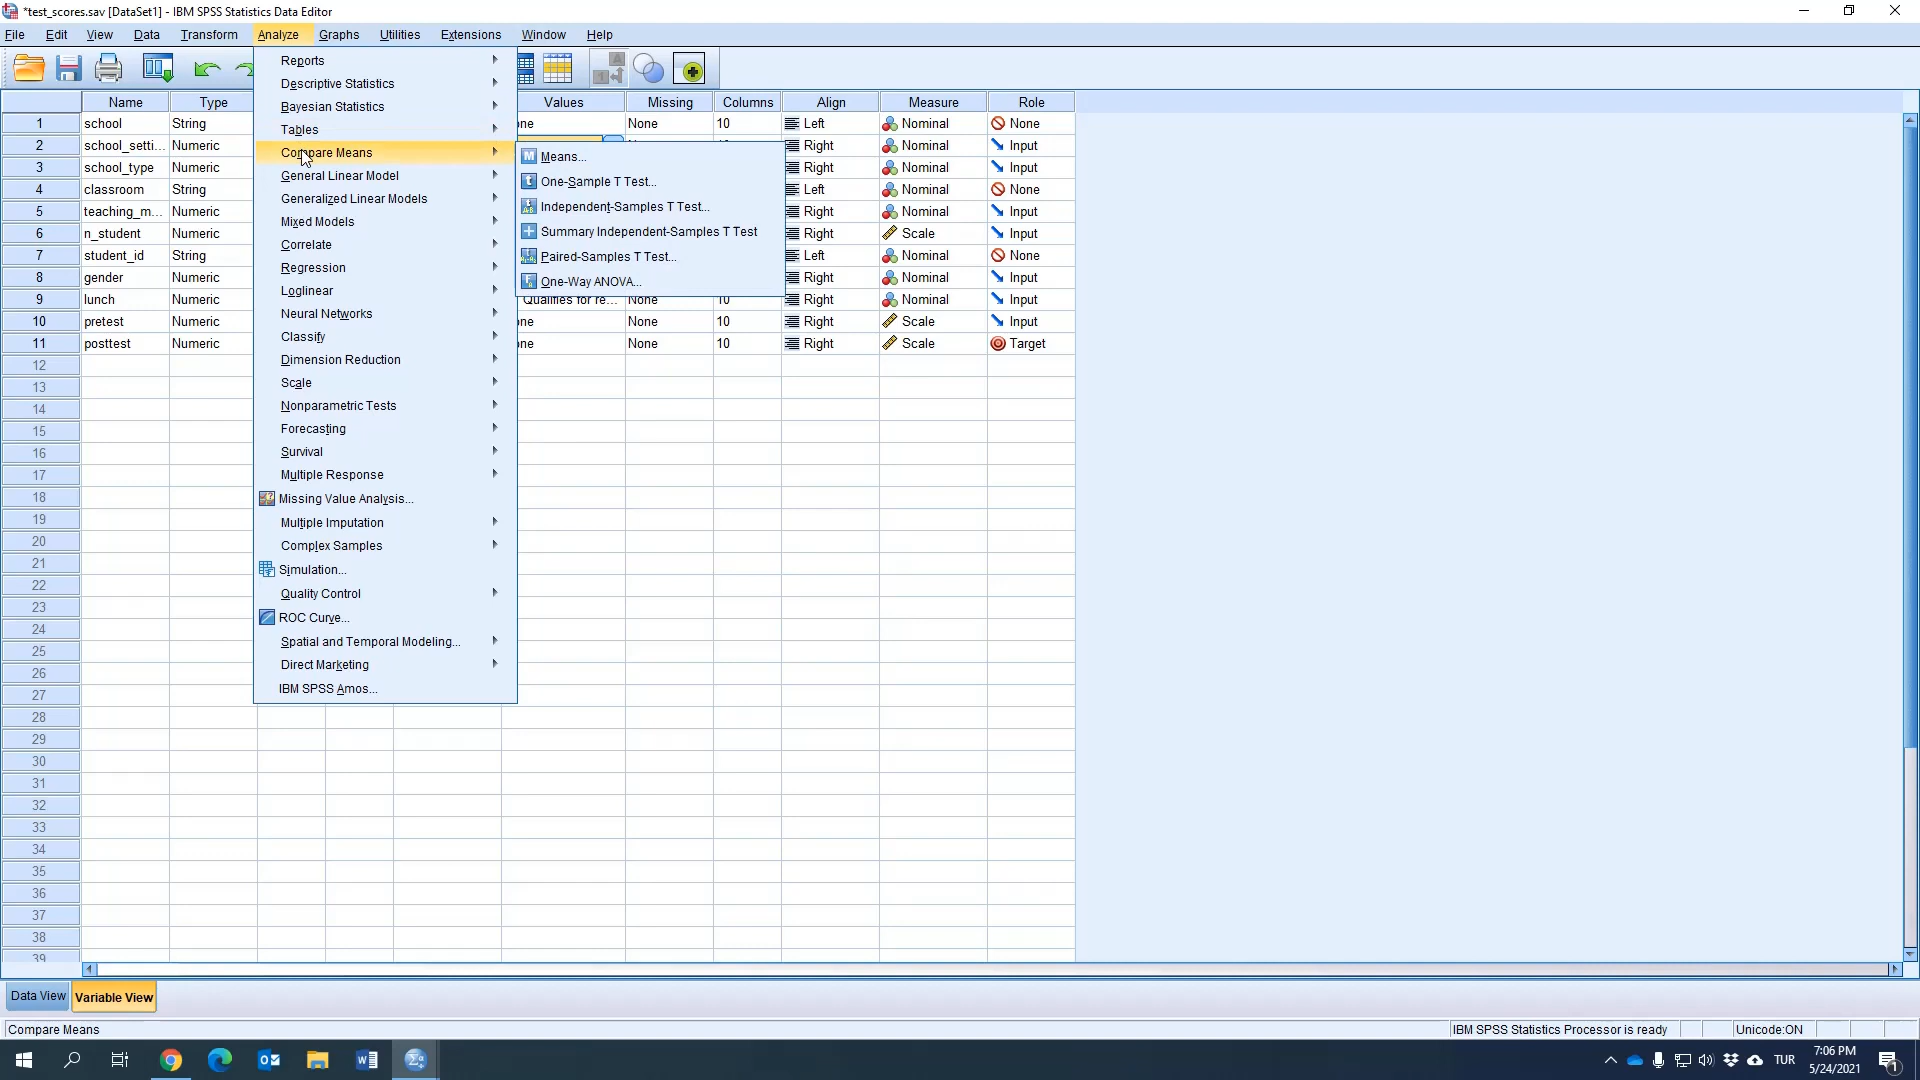 *test_scores.sav [DataSet1] - IBM SPSS Statistics Data Editor
File Edit View Data Transform Analyze Graphs Utilities Extensions Window Help
Name Type Values Missing Columns Align Measure Role
1 school String one None 10 Left Nominal None
2 school_setti... Numeric Right Nominal Input
3 school_type Numeric Right Nominal Input
4 classroom String Left Nominal None
5 teaching_m... Numeric Right Nominal Input
6 n_student Numeric Right Scale Input
7 student_id String Left Nominal None
8 gender Numeric Right Nominal Input
9 lunch Numeric Qualifies for re... None 10 Right Nominal Input
10 pretest Numeric one None 10 Right Scale Input
11 posttest Numeric one None 10 Right Scale Target
12
13
14
15
16
17
18
19
20
21
22
23
24
25
26
27
28
29
30
31
32
33
34
35
36
37
38
39
Reports
Descriptive Statistics
Bayesian Statistics
Tables
Compare Means
General Linear Model
Generalized Linear Models
Mixed Models
Correlate
Regression
Loglinear
Neural Networks
Classify
Dimension Reduction
Scale
Nonparametric Tests
Forecasting
Survival
Multiple Response
Missing Value Analysis...
Multiple Imputation
Complex Samples
Simulation...
Quality Control
ROC Curve...
Spatial and Temporal Modeling...
Direct Marketing
IBM SPSS Amos...
Means...
One-Sample T Test...
Independent-Samples T Test...
Summary Independent-Samples T Test
Paired-Samples T Test...
One-Way ANOVA...
Data View Variable View
Compare Means IBM SPSS Statistics Processor is ready Unicode:ON
TUR 7:06 PM
5/24/2021